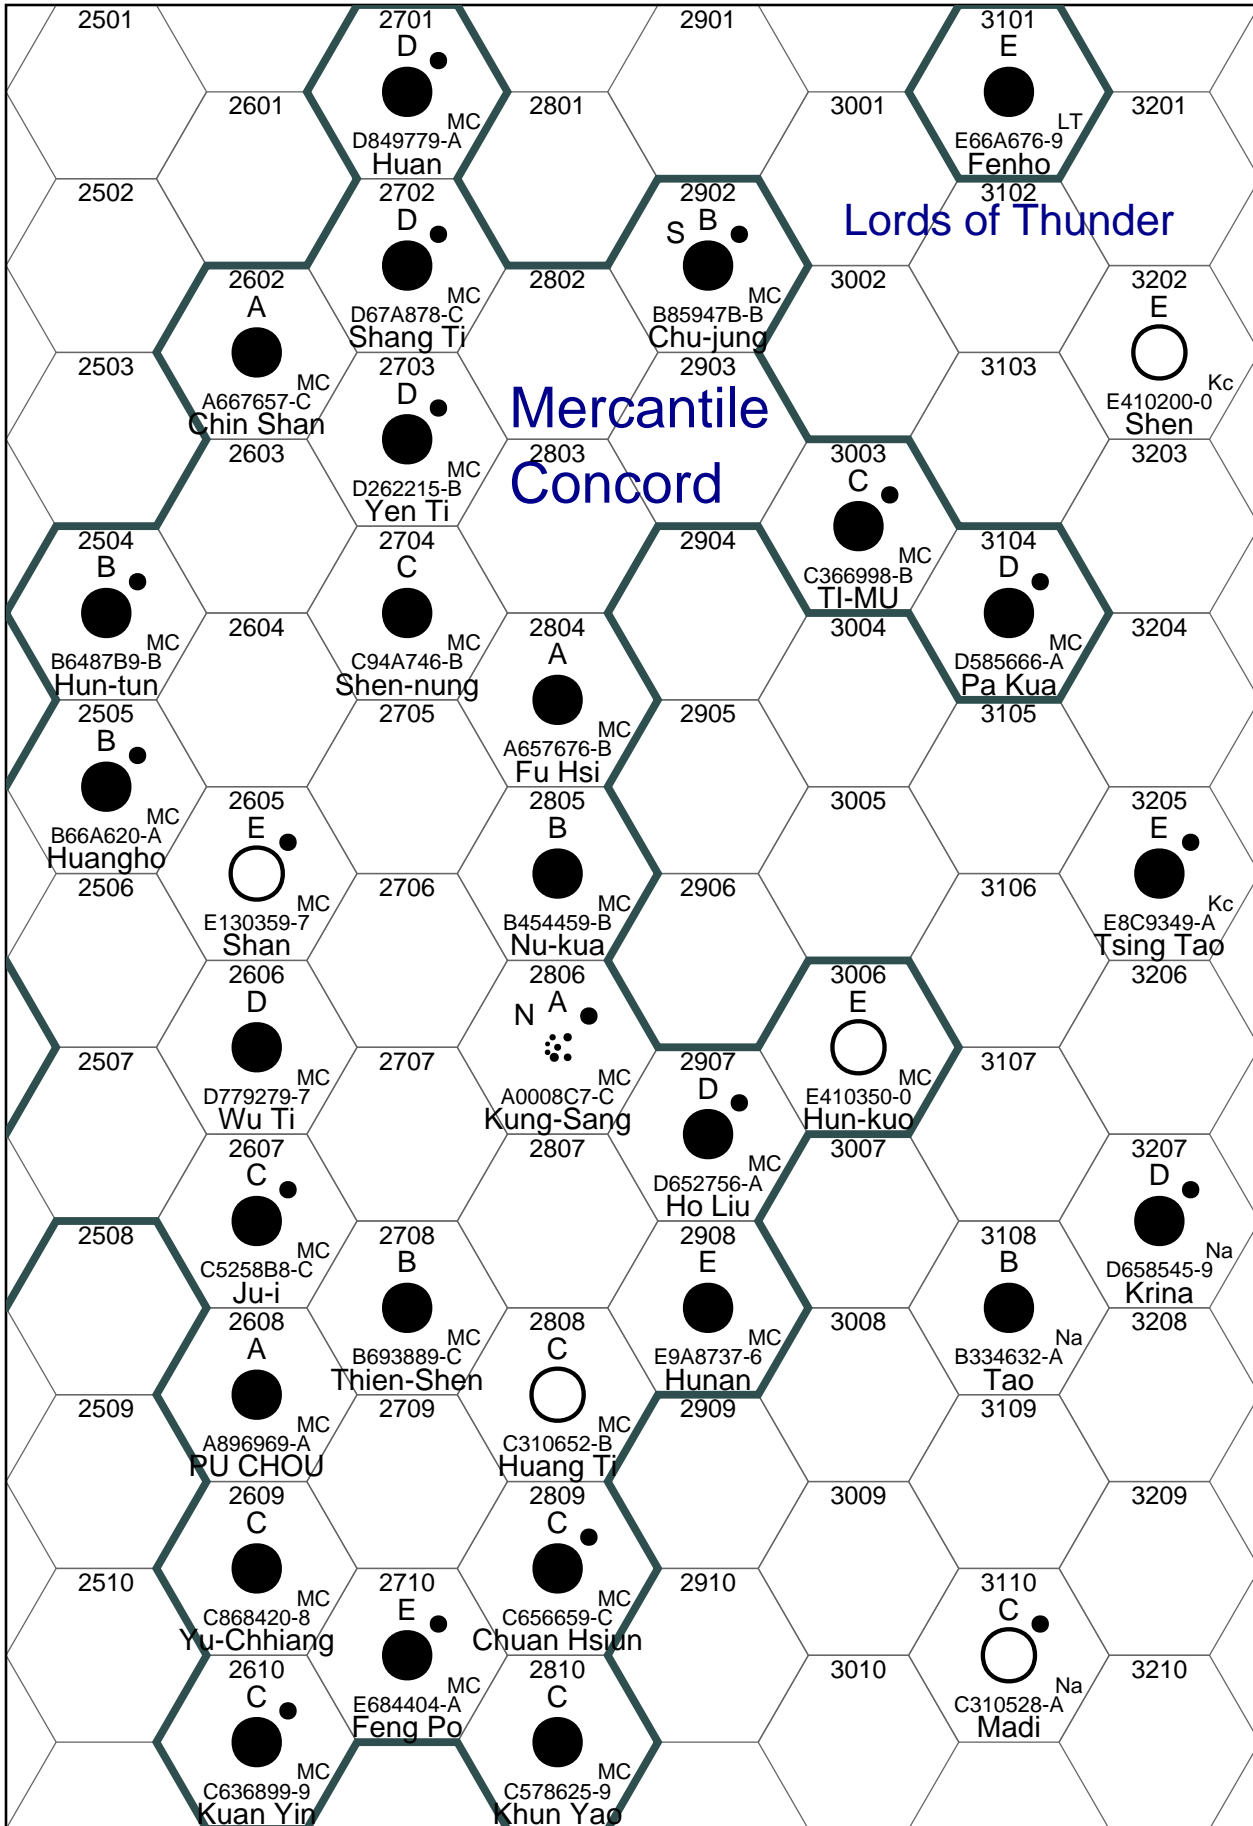 2501
2701
D
MC
D849779-A
Huan
2901
3101
E
LT
E66A676-9
Fenho
2601
2801
3001
3201
2502
2702
D
MC
D67A878-C
Shang Ti
2902
S B
MC
B85947B-B
Chu-jung
3102
Lords of Thunder
2602
A
MC
A667657-C
Chin Shan
2802
3002
3202
E
Kc
E410200-0
Shen
2503
2703
D
MC
D262215-B
Yen Ti
2903
3103
Mercantile
Concord
2603
2803
3003
C
MC
C366998-B
TI-MU
3203
2504
B
MC
B6487B9-B
Hun-tun
2704
C
MC
C94A746-B
Shen-nung
2904
3104
D
MC
D585666-A
Pa Kua
2604
2804
A
MC
A657676-B
Fu Hsi
3004
3204
2505
B
MC
B66A620-A
Huangho
2705
2905
3105
2605
E
MC
E130359-7
Shan
2805
B
MC
B454459-B
Nu-kua
3005
3205
E
Kc
E8C9349-A
Tsing Tao
2506
2706
2906
3106
2606
D
MC
D779279-7
Wu Ti
2806
N A
MC
A0008C7-C
Kung-Sang
3006
E
MC
E410350-0
Hun-kuo
3206
2507
2707
2907
D
MC
D652756-A
Ho Liu
3107
2607
C
MC
C5258B8-C
Ju-i
2807
3007
3207
D
Na
D658545-9
Krina
2508
2708
B
MC
B693889-C
Thien-Shen
2908
E
MC
E9A8737-6
Hunan
3108
B
Na
B334632-A
Tao
2608
A
MC
A896969-A
PU CHOU
2808
C
MC
C310652-B
Huang Ti
3008
3208
2509
2709
2909
3109
2609
C
MC
C868420-8
Yu-Chhiang
2809
C
MC
C656659-C
Chuan Hsiun
3009
3209
2510
2710
E
MC
E684404-A
Feng Po
2910
3110
C
Na
C310528-A
Madi
2610
C
MC
C636899-9
Kuan Yin
2810
C
MC
C578625-9
Khun Yao
3010
3210